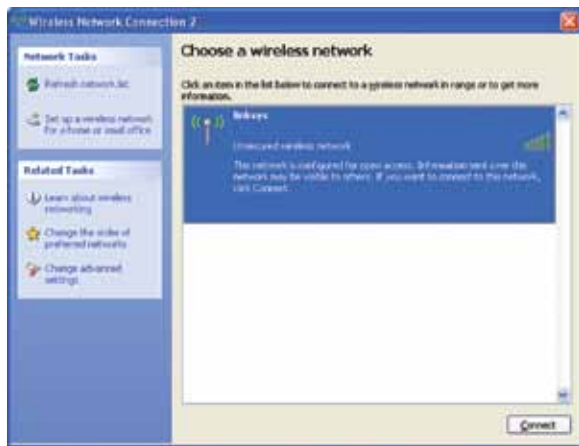 Wireless Network Connection 2
Network Tasks
Refresh network list
Set up a wireless network
for a home or small office
Related Tasks
Learn about wireless
networking
Change the order of
preferred networks
Change advanced
settings
Choose a wireless network
Click an item in the list below to connect to a wireless network in range or to get more
information.
linksys
Unsecured wireless network
This network is configured for open access. Information sent over this
network may be visible to others. If you want to connect to this network,
click Connect.
Connect